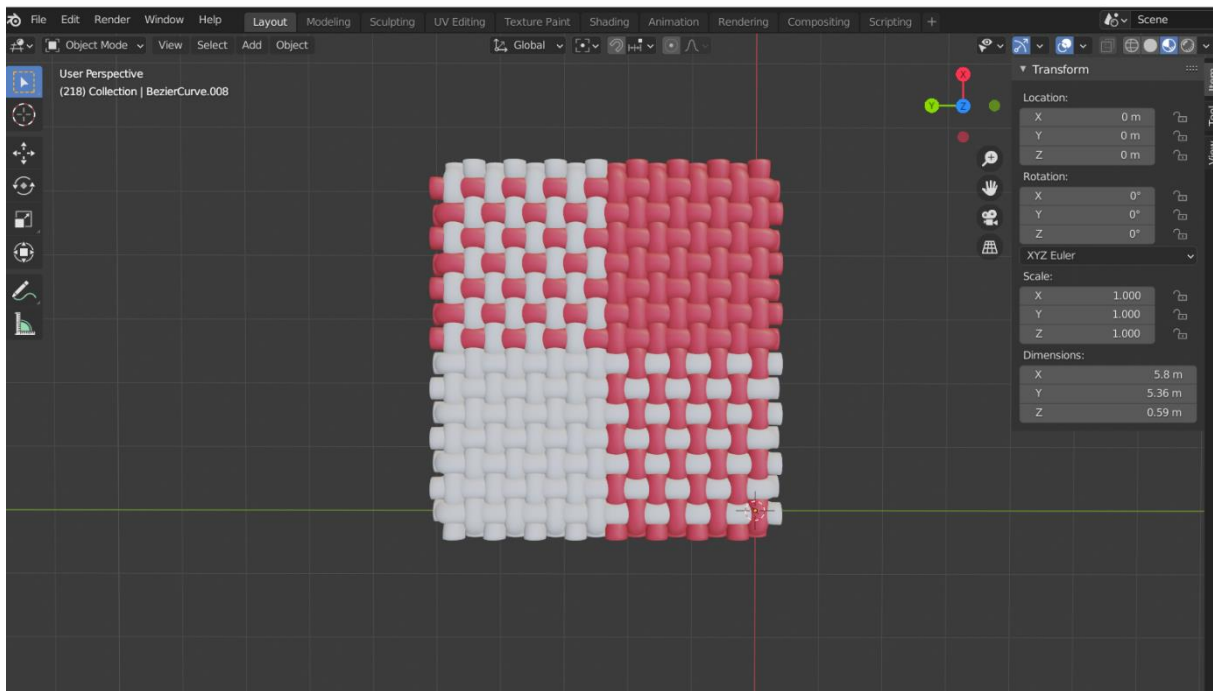 File Edit Render Window Help Layout Modeling Sculpting UV Editing Texture Paint Shading Animation Rendering Compositing Scripting + Scene
Object Mode View Select Add Object Global
User Perspective
(218) Collection | BezierCurve.008
X
Y Z
Transform
Location:
X 0 m
Y 0 m
Z 0 m
Rotation:
X 0°
Y 0°
Z 0°
XYZ Euler
Scale:
X 1.000
Y 1.000
Z 1.000
Dimensions:
X 5.8 m
Y 5.36 m
Z 0.59 m
Item
Tool
View